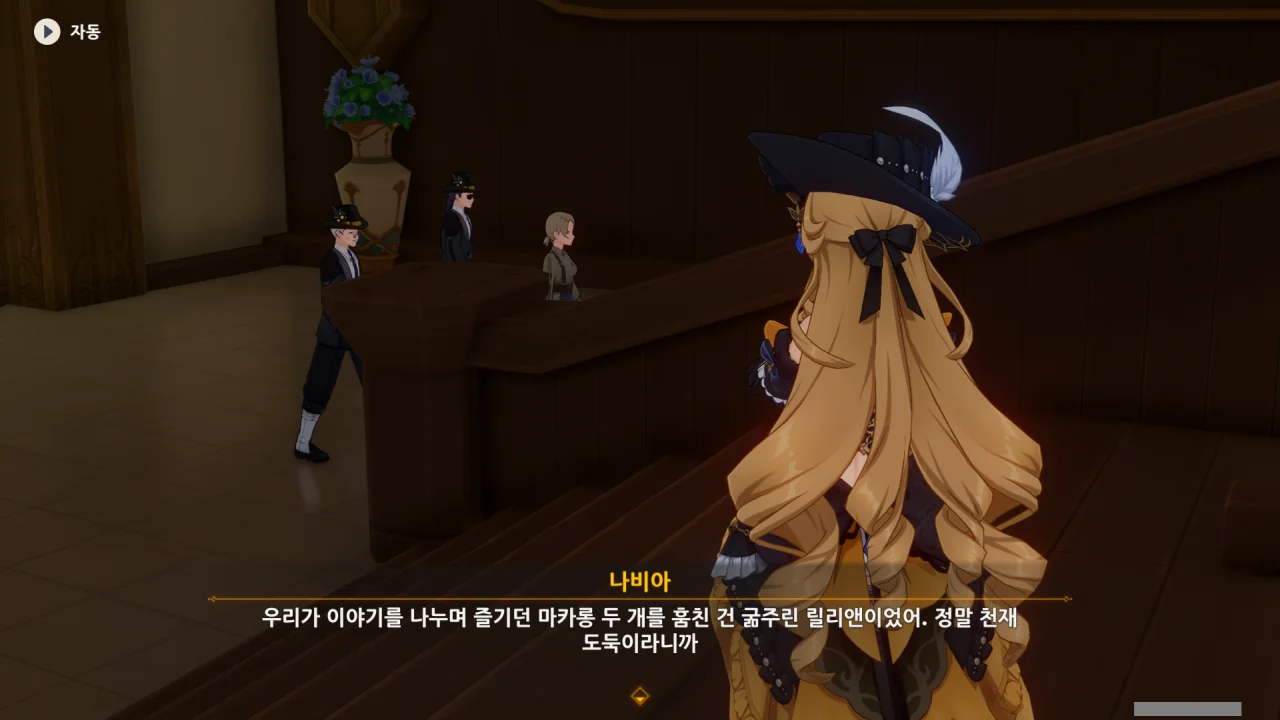 자동
나비아
우리가 이야기를 나누며 즐기던 마카롱 두 개를 훔친 건 굶주린 릴리앤이었어. 정말 천재
도둑이라니까